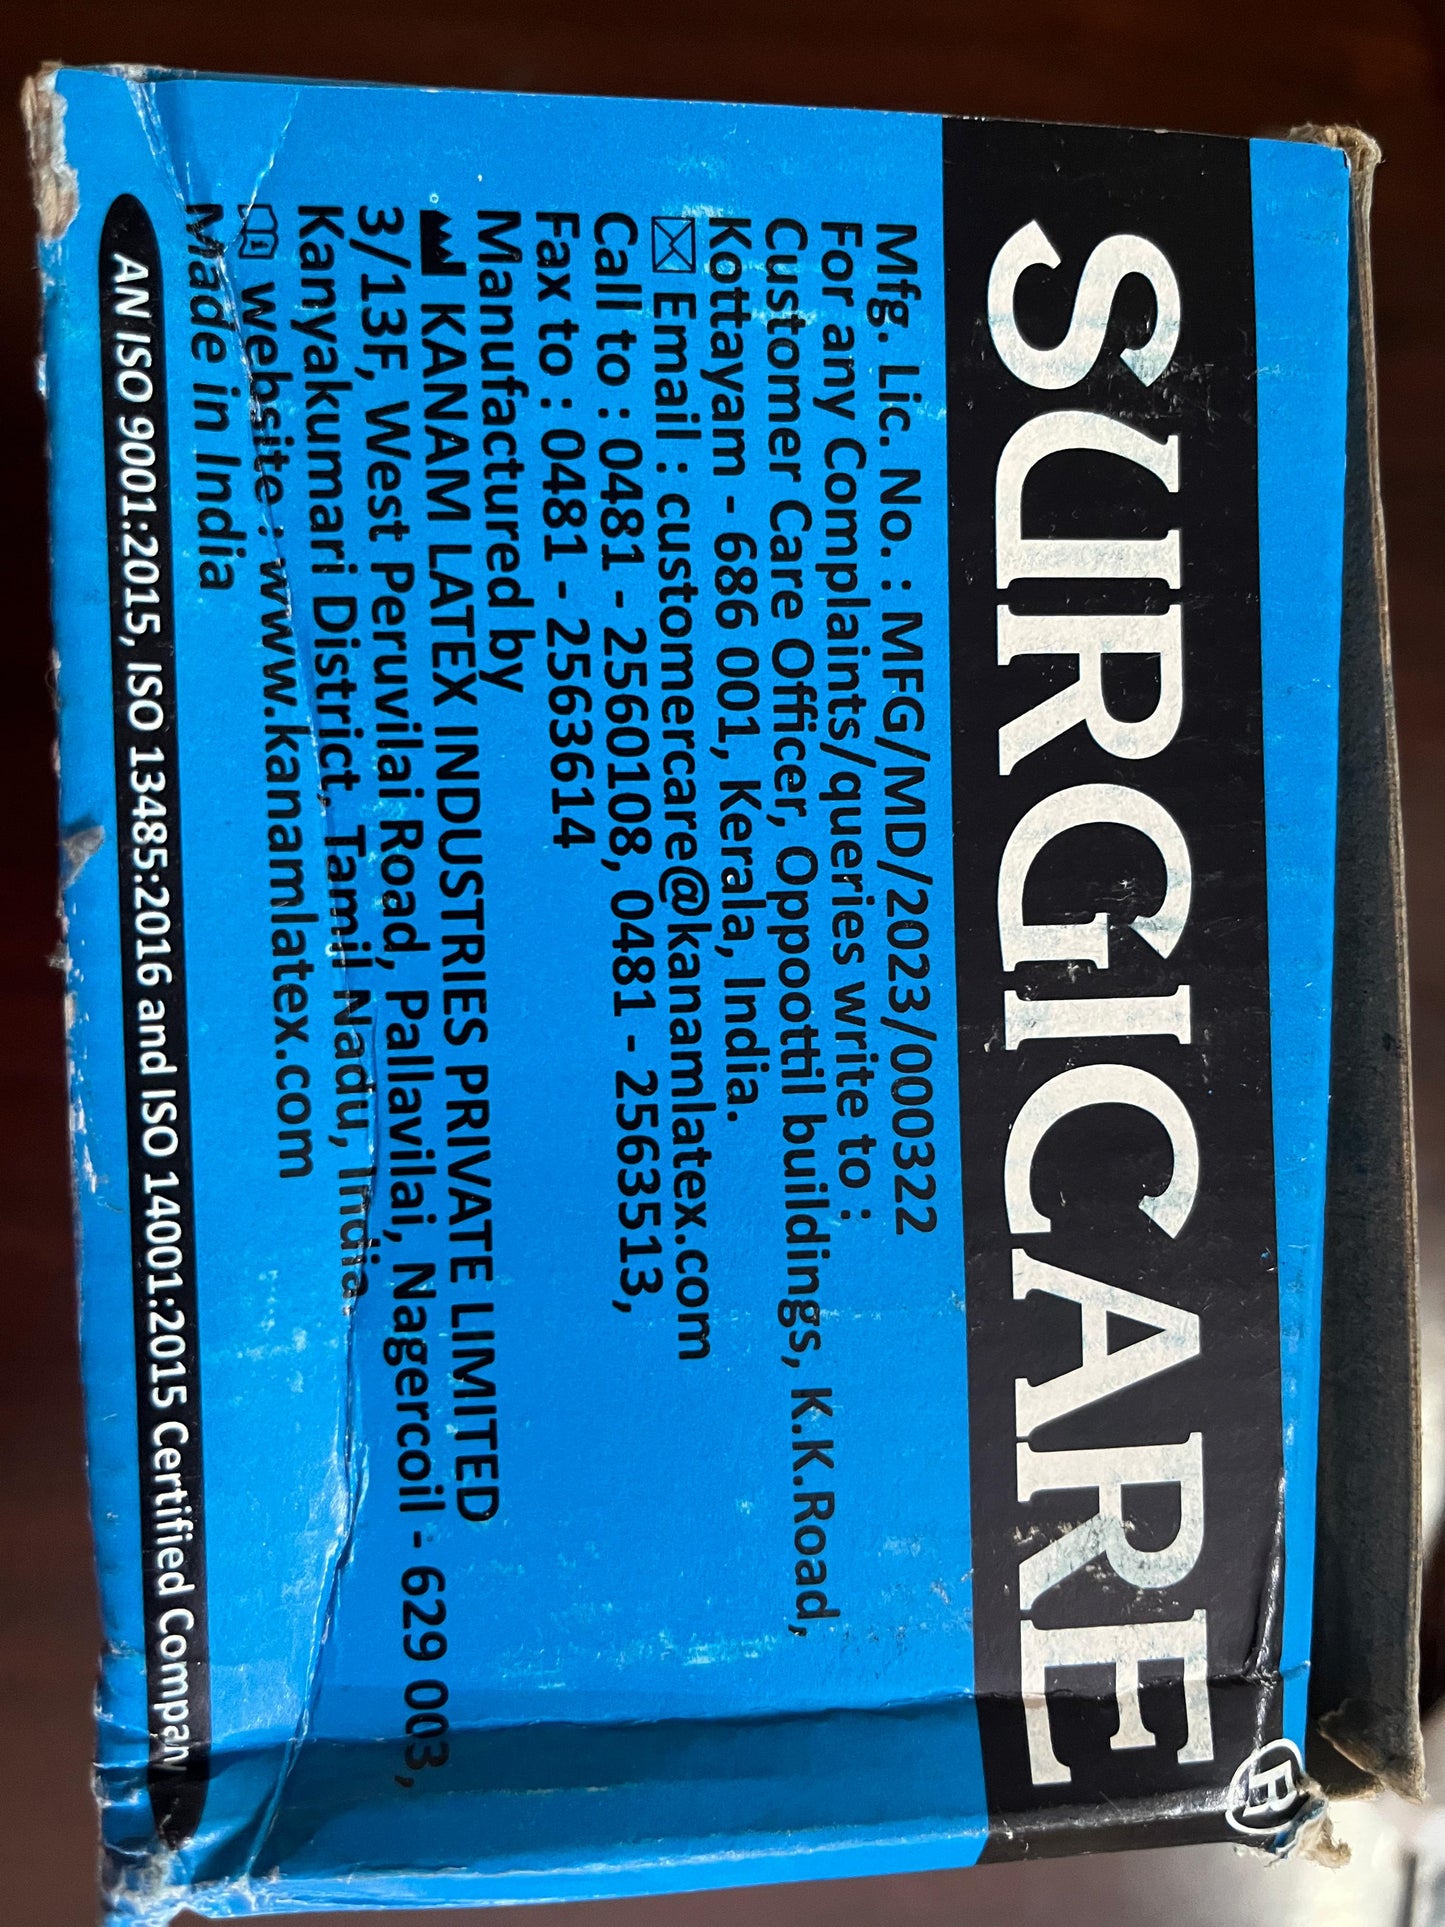 SURGICARE®
Mfg. Lic. No. : MFG/MD/2023/000322
For any Complaints/queries write to :
Customer Care Officer, Oppoottil buildings, K.K.Road,
Kottayam - 686 001, Kerala, India.
Email : customercare@kanamlatex.com
Call to : 0481 - 2560108, 0481 - 2563513,
Fax to : 0481 - 2563614
Manufactured by
KANAM LATEX INDUSTRIES PRIVATE LIMITED
3/13F, West Peruvilai Road, Pallavilai, Nagercoil - 629 003,
Kanyakumari District, Tamil Nadu, India
website : www.kanamlatex.com
Made in India
AN ISO 9001:2015, ISO 13485:2016 and ISO 14001:2015 Certified Company